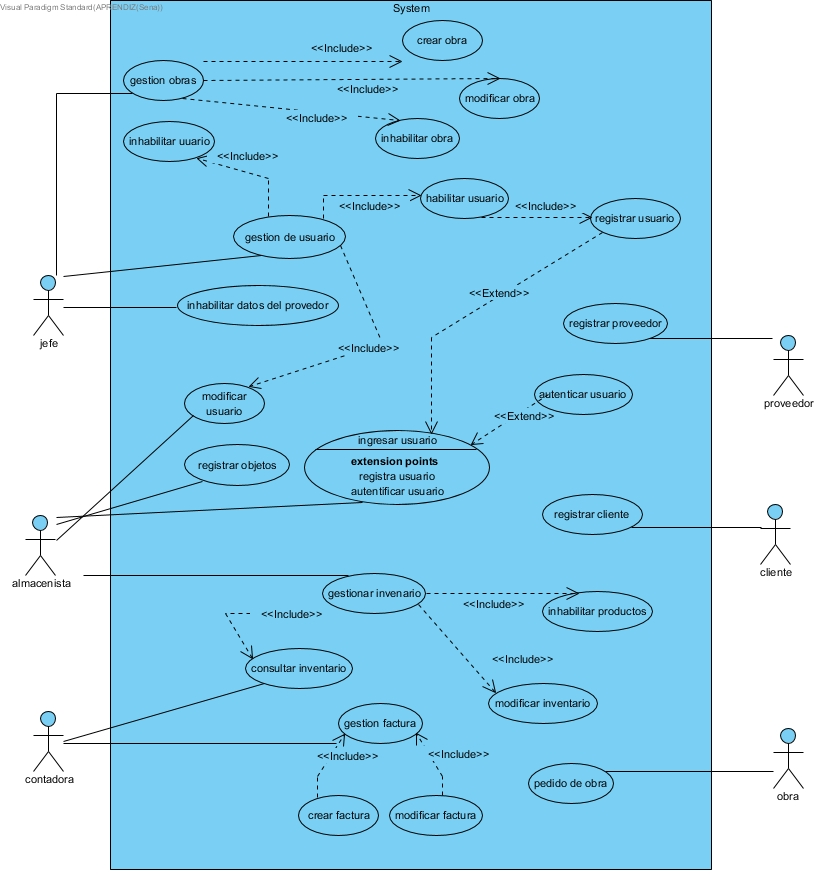 Visual Paradigm Standard(APRENDIZ(Sena))
System
crear obra
<<Include>>
gestion obras
<<Include>>
modificar obra
<<Include>>
inhabilitar obra
inhabilitar uuario
<<Include>>
habilitar usuario
<<Include>>
<<Include>>
registrar usuario
gestion de usuario
<<Extend>>
inhabilitar datos del provedor
registrar proveedor
jefe
<<Include>>
proveedor
modificar
usuario
autenticar usuario
<<Extend>>
ingresar usuario
extension points
registra usuario
autentificar usuario
registrar objetos
registrar cliente
almacenista
cliente
gestionar invenario
<<Include>>
inhabilitar productos
<<Include>>
consultar inventario
<<Include>>
modificar inventario
gestion factura
contadora
<<Include>>
<<Include>>
pedido de obra
obra
crear factura
modificar factura